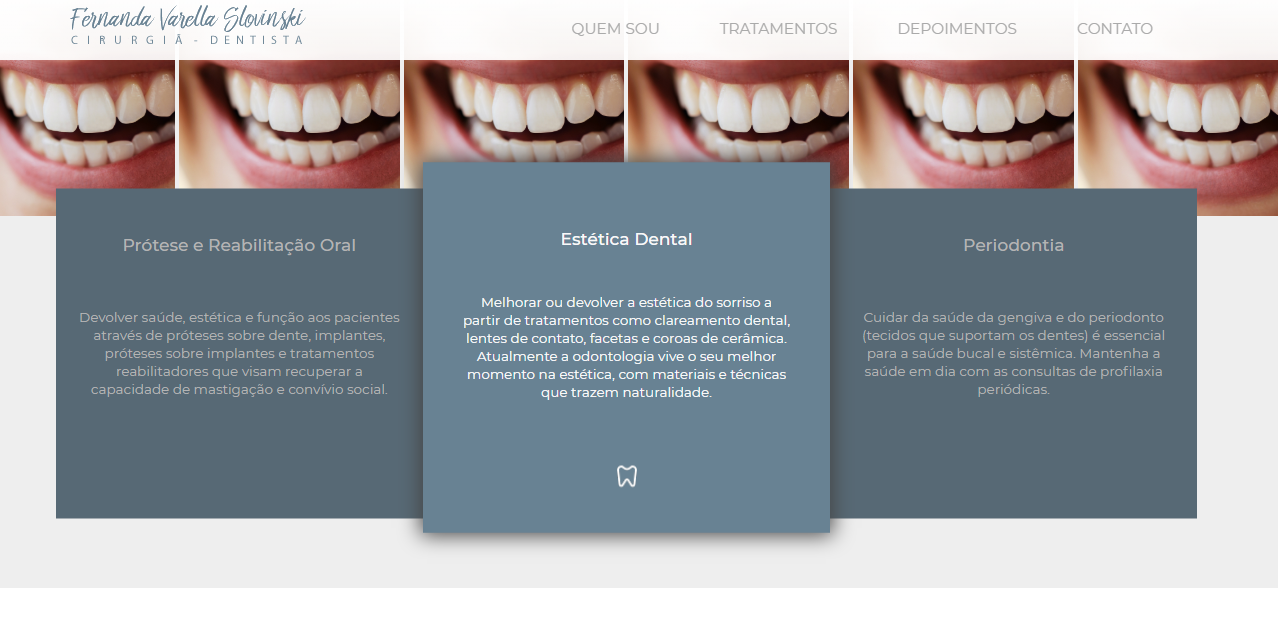 Fernanda Varella Slovinski
CIRURGIÃ - DENTISTA
QUEM SOU
TRATAMENTOS
DEPOIMENTOS
CONTATO
Prótese e Reabilitação Oral
Devolver saúde, estética e função aos pacientes
através de próteses sobre dente, implantes,
próteses sobre implantes e tratamentos
reabilitadores que visam recuperar a
capacidade de mastigação e convívio social.
Estética Dental
Melhorar ou devolver a estética do sorriso a
partir de tratamentos como clareamento dental,
lentes de contato, facetas e coroas de cerâmica.
Atualmente a odontologia vive o seu melhor
momento na estética, com materiais e técnicas
que trazem naturalidade.
Periodontia
Cuidar da saúde da gengiva e do periodonto
(tecidos que suportam os dentes) é essencial
para a saúde bucal e sistêmica. Mantenha a
saúde em dia com as consultas de profilaxia
periódicas.